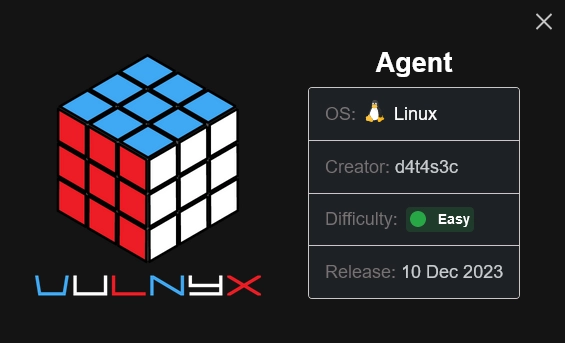 Agent
OS: Linux
Creator: d4t4s3c
Difficulty: Easy
Release: 10 Dec 2023
VULNYX